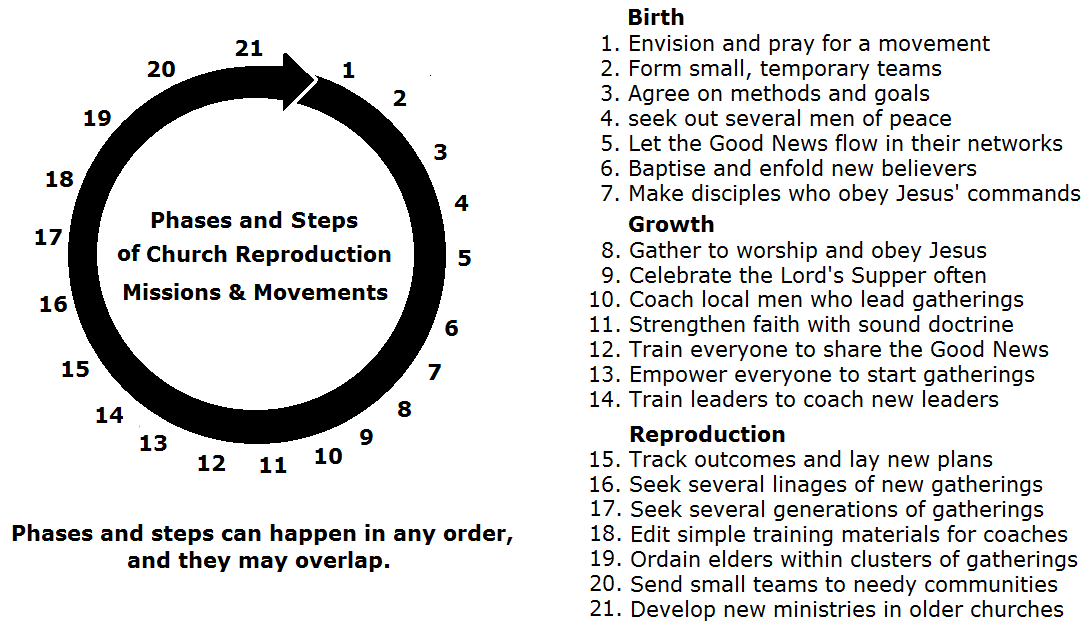 21
20
1
2
19
3
18
4
17
5
16
6
15
7
14
8
13
9
12
11
10
Phases and Steps
of Church Reproduction
Missions & Movements
Phases and steps can happen in any order,
and they may overlap.
Birth
1. Envision and pray for a movement
2. Form small, temporary teams
3. Agree on methods and goals
4. seek out several men of peace
5. Let the Good News flow in their networks
6. Baptise and enfold new believers
7. Make disciples who obey Jesus' commands
Growth
8. Gather to worship and obey Jesus
9. Celebrate the Lord's Supper often
10. Coach local men who lead gatherings
11. Strengthen faith with sound doctrine
12. Train everyone to share the Good News
13. Empower everyone to start gatherings
14. Train leaders to coach new leaders
Reproduction
15. Track outcomes and lay new plans
16. Seek several linages of new gatherings
17. Seek several generations of gatherings
18. Edit simple training materials for coaches
19. Ordain elders within clusters of gatherings
20. Send small teams to needy communities
21. Develop new ministries in older churches